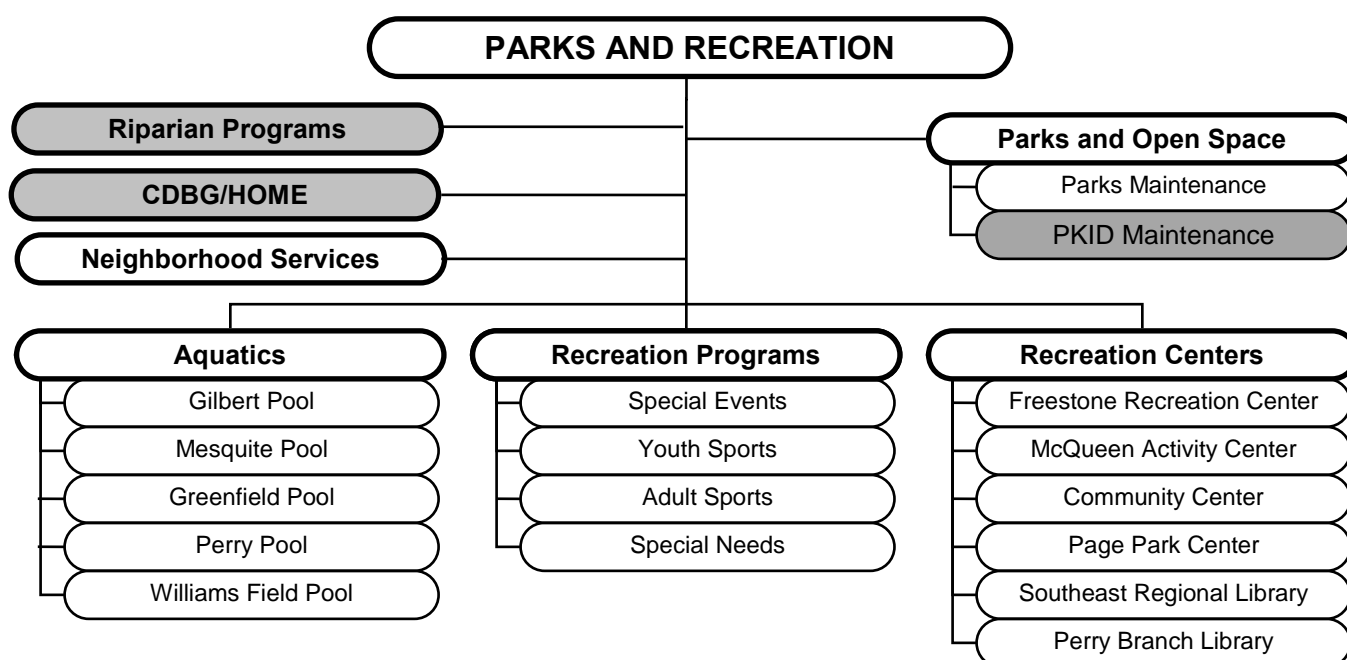 PARKS AND RECREATION
Riparian Programs
CDBG/HOME
Neighborhood Services
Parks and Open Space
Parks Maintenance
PKID Maintenance
Aquatics
Gilbert Pool
Mesquite Pool
Greenfield Pool
Perry Pool
Williams Field Pool
Recreation Programs
Special Events
Youth Sports
Adult Sports
Special Needs
Recreation Centers
Freestone Recreation Center
McQueen Activity Center
Community Center
Page Park Center
Southeast Regional Library
Perry Branch Library